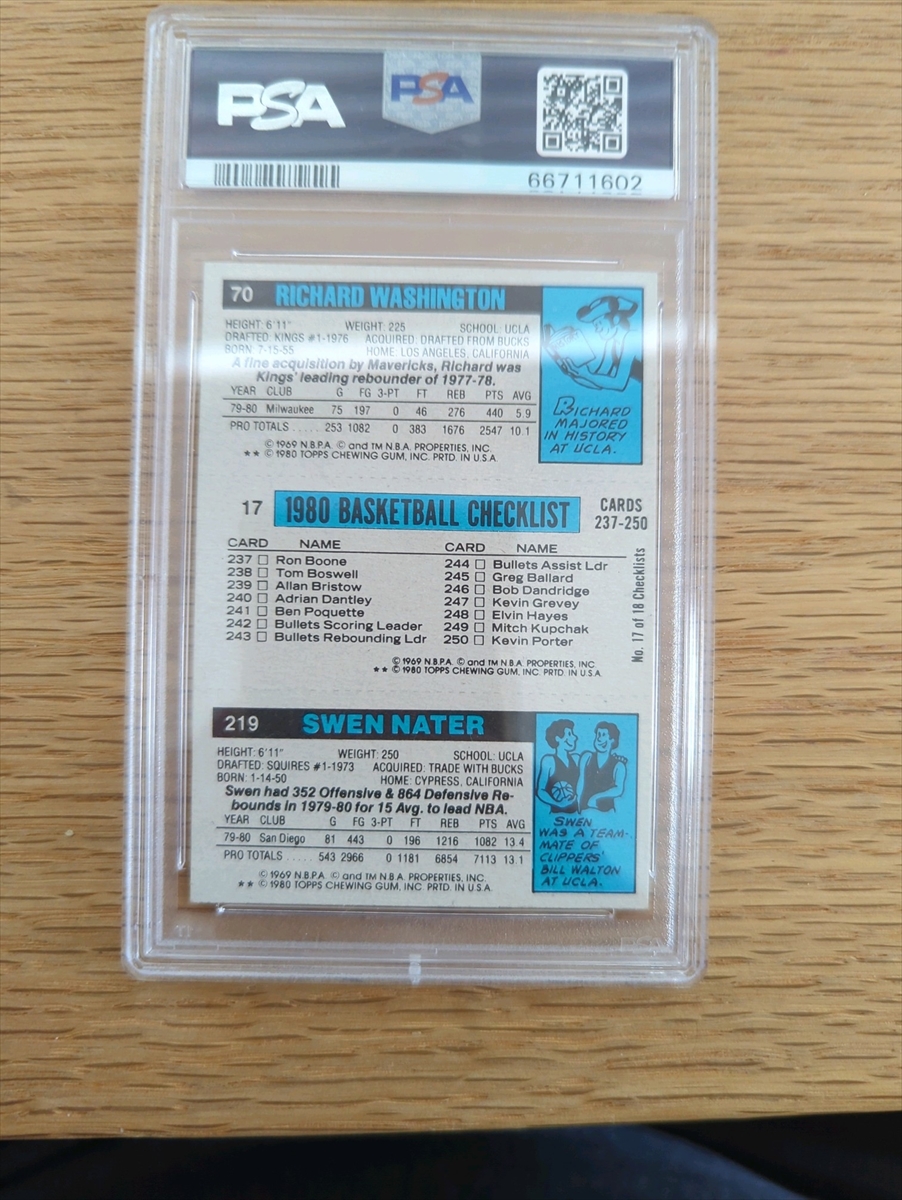 PSA
PSA
66711602
70 RICHARD WASHINGTON
HEIGHT: 6'11" WEIGHT: 225 SCHOOL: UCLA
DRAFTED: KINGS #1-1976 ACQUIRED: DRAFTED FROM BUCKS
BORN: 7-15-55 HOME: LOS ANGELES, CALIFORNIA
A fine acquisition by Mavericks, Richard was
Kings' leading rebounder of 1977-78.
YEAR CLUB G FG 3-PT FT REB PTS AVG
79-80 Milwaukee 75 197 0 46 276 440 5.9
PRO TOTALS ..... 253 1082 0 383 1676 2547 10.1
© 1969 N.B.P.A. © and TM N.B.A. PROPERTIES, INC.
★★ © 1980 TOPPS CHEWING GUM, INC. PRTD. IN U.S.A.
RICHARD
MAJORED
IN HISTORY
AT UCLA.
17 1980 BASKETBALL CHECKLIST CARDS
237-250
CARD NAME
237 □ Ron Boone
238 □ Tom Boswell
239 □ Allan Bristow
240 □ Adrian Dantley
241 □ Ben Poquette
242 □ Bullets Scoring Leader
243 □ Bullets Rebounding Ldr
CARD NAME
244 □ Bullets Assist Ldr
245 □ Greg Ballard
246 □ Bob Dandridge
247 □ Kevin Grevey
248 □ Elvin Hayes
249 □ Mitch Kupchak
250 □ Kevin Porter
No. 17 of 18 Checklists
© 1969 N.B.P.A. © and TM N.B.A. PROPERTIES, INC.
★★ © 1980 TOPPS CHEWING GUM, INC. PRTD. IN U.S.A.
219 SWEN NATER
HEIGHT: 6'11" WEIGHT: 250 SCHOOL: UCLA
DRAFTED: SQUIRES #1-1973 ACQUIRED: TRADE WITH BUCKS
BORN: 1-14-50 HOME: CYPRESS, CALIFORNIA
Swen had 352 Offensive & 864 Defensive Re-
bounds in 1979-80 for 15 Avg. to lead NBA.
YEAR CLUB G FG 3-PT FT REB PTS AVG
79-80 San Diego 81 443 0 196 1216 1082 13.4
PRO TOTALS ..... 543 2966 0 1181 6854 7113 13.1
© 1969 N.B.P.A. © and TM N.B.A. PROPERTIES, INC.
★★ © 1980 TOPPS CHEWING GUM, INC. PRTD. IN U.S.A.
SWEN
WAS A TEAM-
MATE OF
CLIPPERS'
BILL WALTON
AT UCLA.